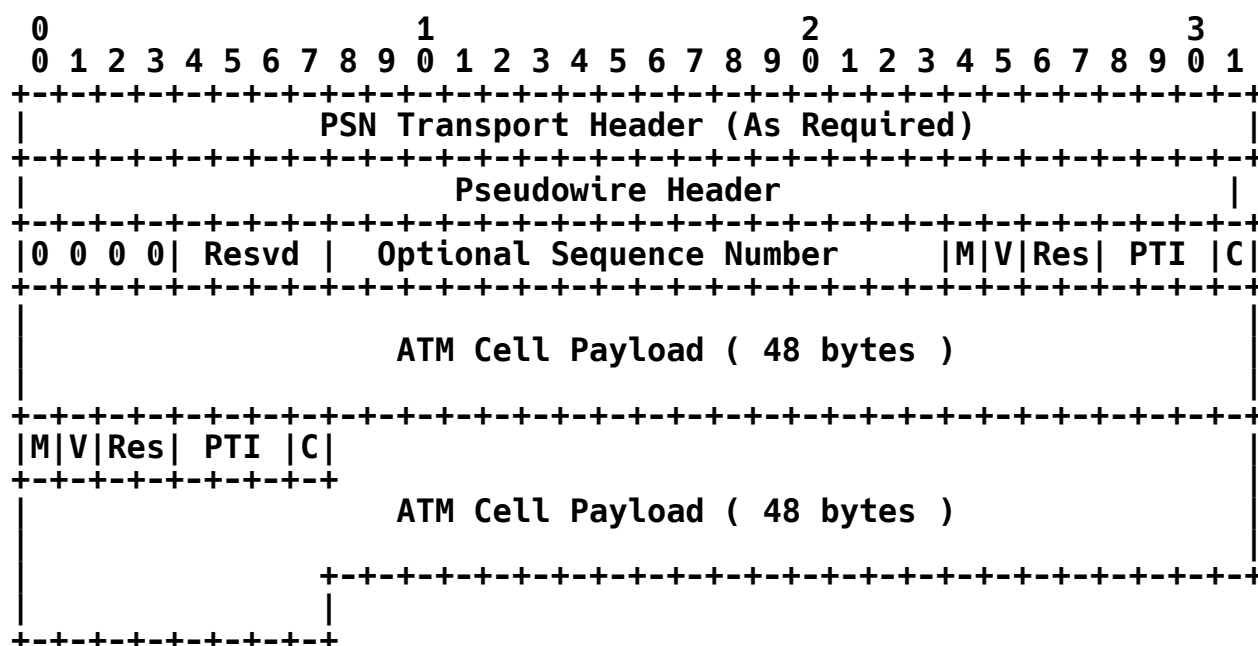 0                   1                   2                   3
 0 1 2 3 4 5 6 7 8 9 0 1 2 3 4 5 6 7 8 9 0 1 2 3 4 5 6 7 8 9 0 1
+-+-+-+-+-+-+-+-+-+-+-+-+-+-+-+-+-+-+-+-+-+-+-+-+-+-+-+-+-+-+-+-+
|               PSN Transport Header (As Required)              |
+-+-+-+-+-+-+-+-+-+-+-+-+-+-+-+-+-+-+-+-+-+-+-+-+-+-+-+-+-+-+-+-+
|                      Pseudowire Header                       |
+-+-+-+-+-+-+-+-+-+-+-+-+-+-+-+-+-+-+-+-+-+-+-+-+-+-+-+-+-+-+-+-+
|0 0 0 0| Resvd |  Optional Sequence Number     |M|V|Res| PTI |C|
+-+-+-+-+-+-+-+-+-+-+-+-+-+-+-+-+-+-+-+-+-+-+-+-+-+-+-+-+-+-+-+-+
|                                                               |
|                   ATM Cell Payload ( 48 bytes )               |
|                                                               |
+-+-+-+-+-+-+-+-+-+-+-+-+-+-+-+-+-+-+-+-+-+-+-+-+-+-+-+-+-+-+-+-+
|M|V|Res| PTI |C|                                               |
+-+-+-+-+-+-+-+-+                                               |
|                   ATM Cell Payload ( 48 bytes )               |
|                                                               |
|               +-+-+-+-+-+-+-+-+-+-+-+-+-+-+-+-+-+-+-+-+-+-+-+-+
|               |
+-+-+-+-+-+-+-+-+